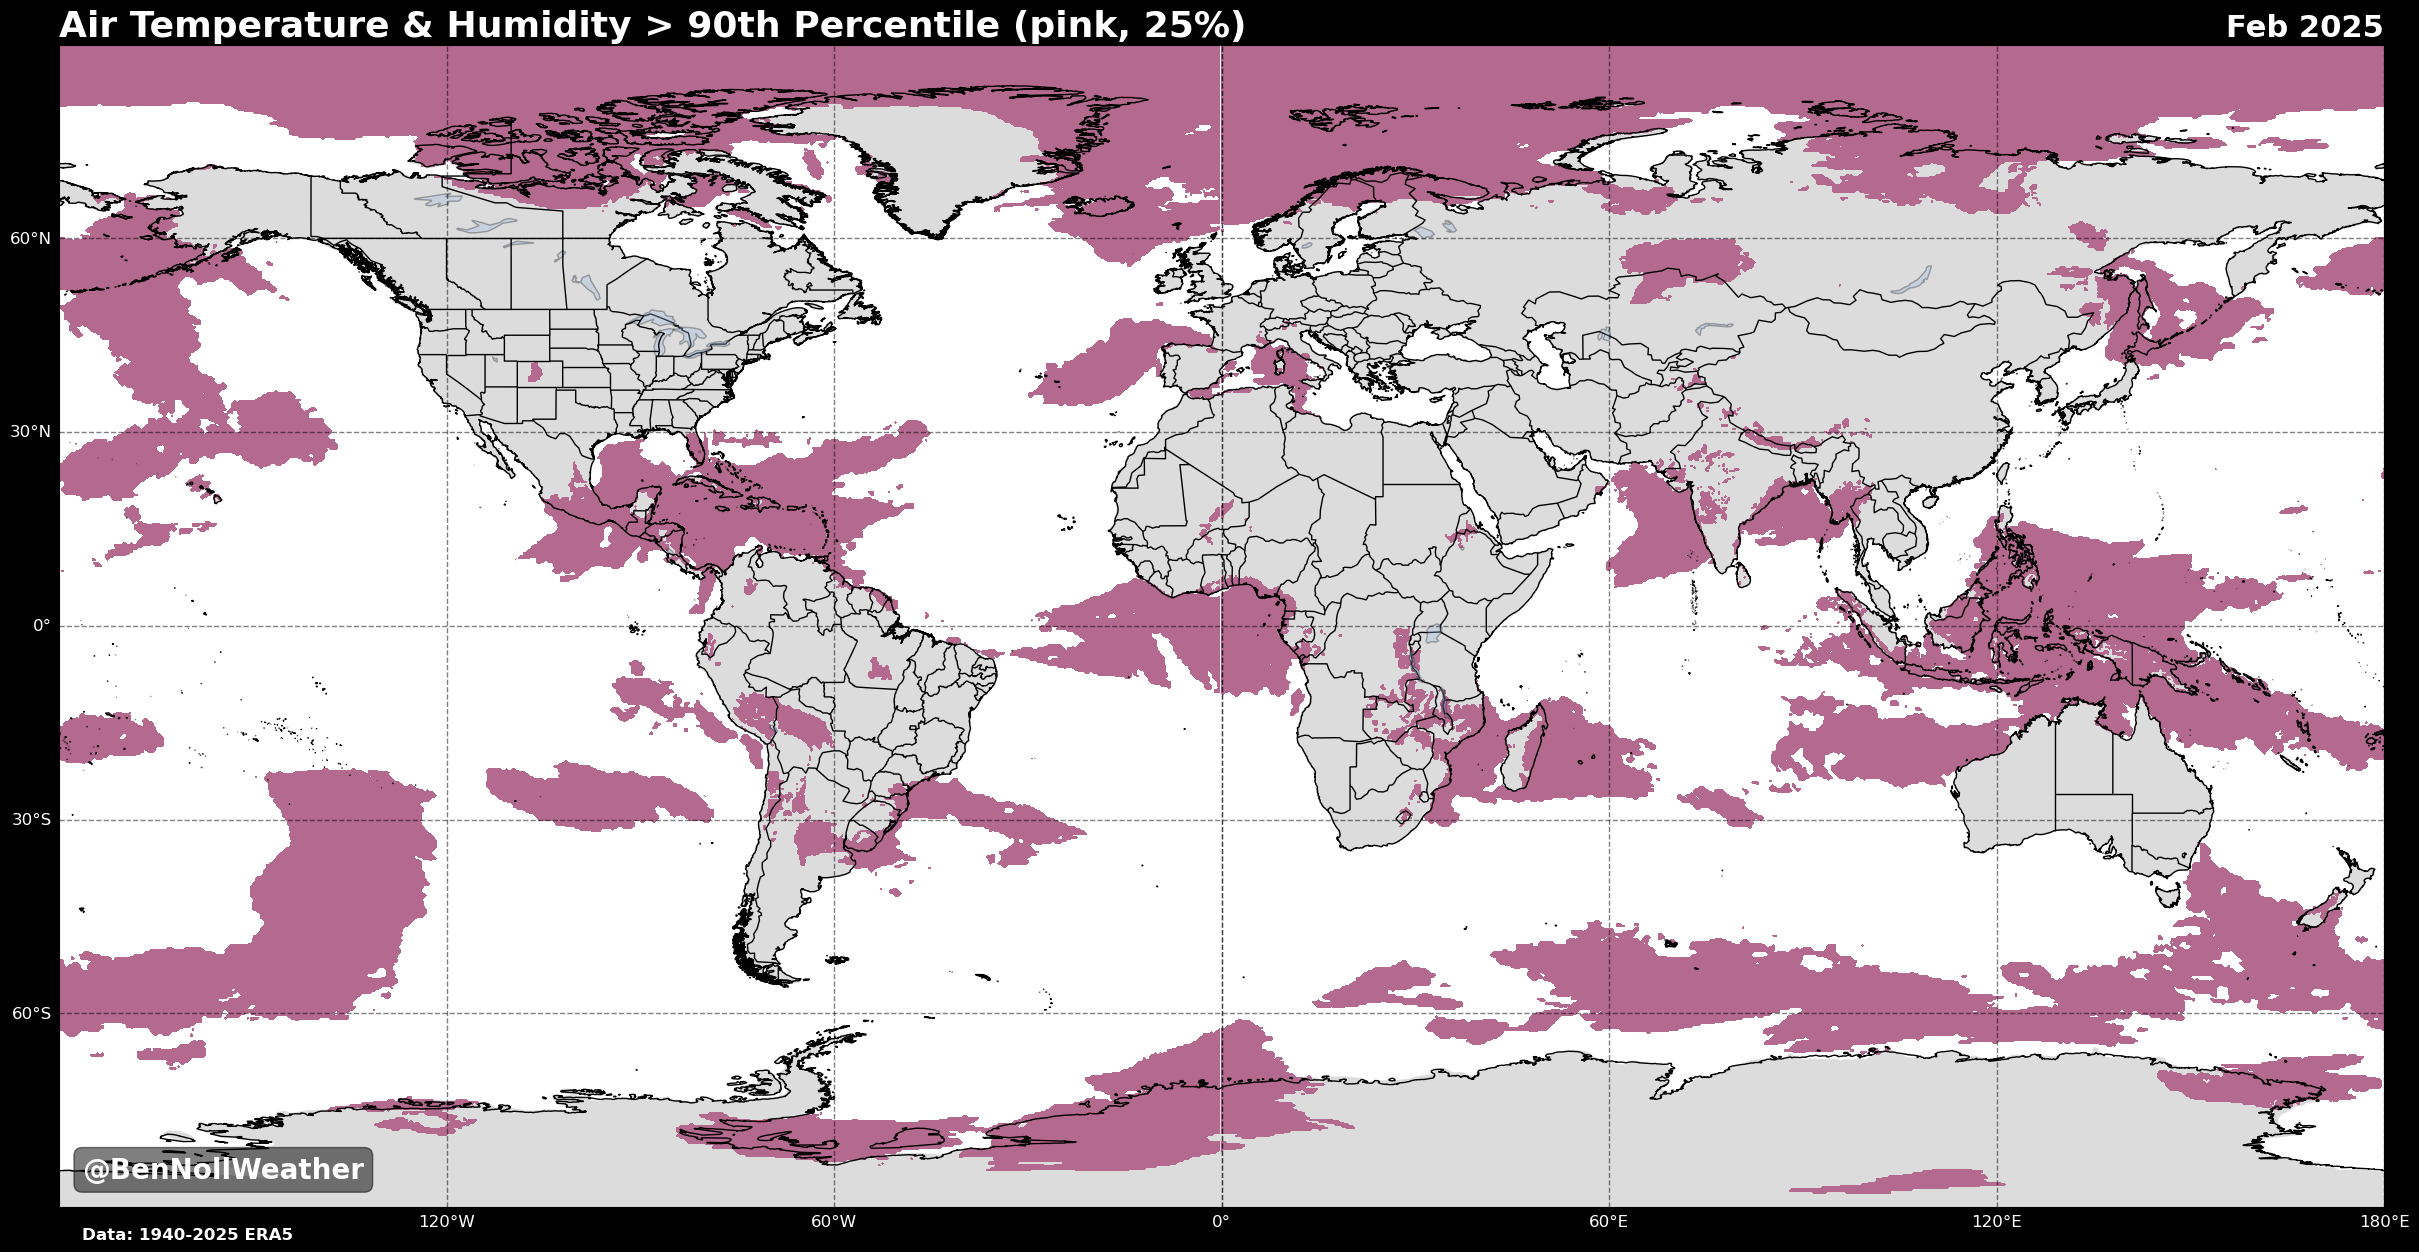 Air Temperature & Humidity > 90th Percentile (pink, 25%)
Feb 2025
60°N
30°N
0°
30°S
60°S
@BenNollWeather
120°W
60°W
0°
60°E
120°E
180°E
Data: 1940-2025 ERA5